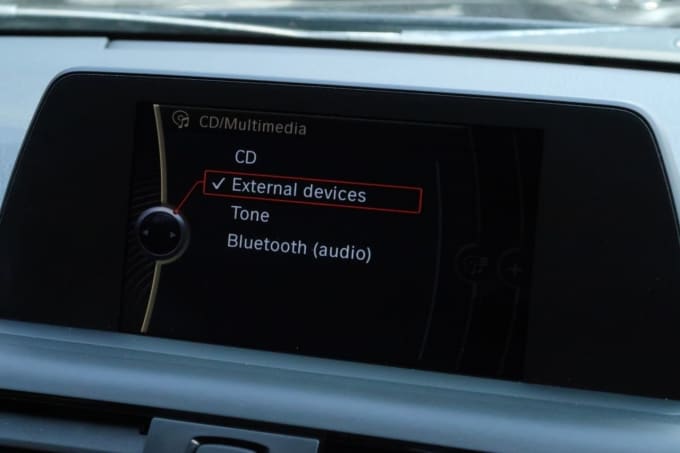 CD/Multimedia
CD
✓ External devices
Tone
Bluetooth (audio)